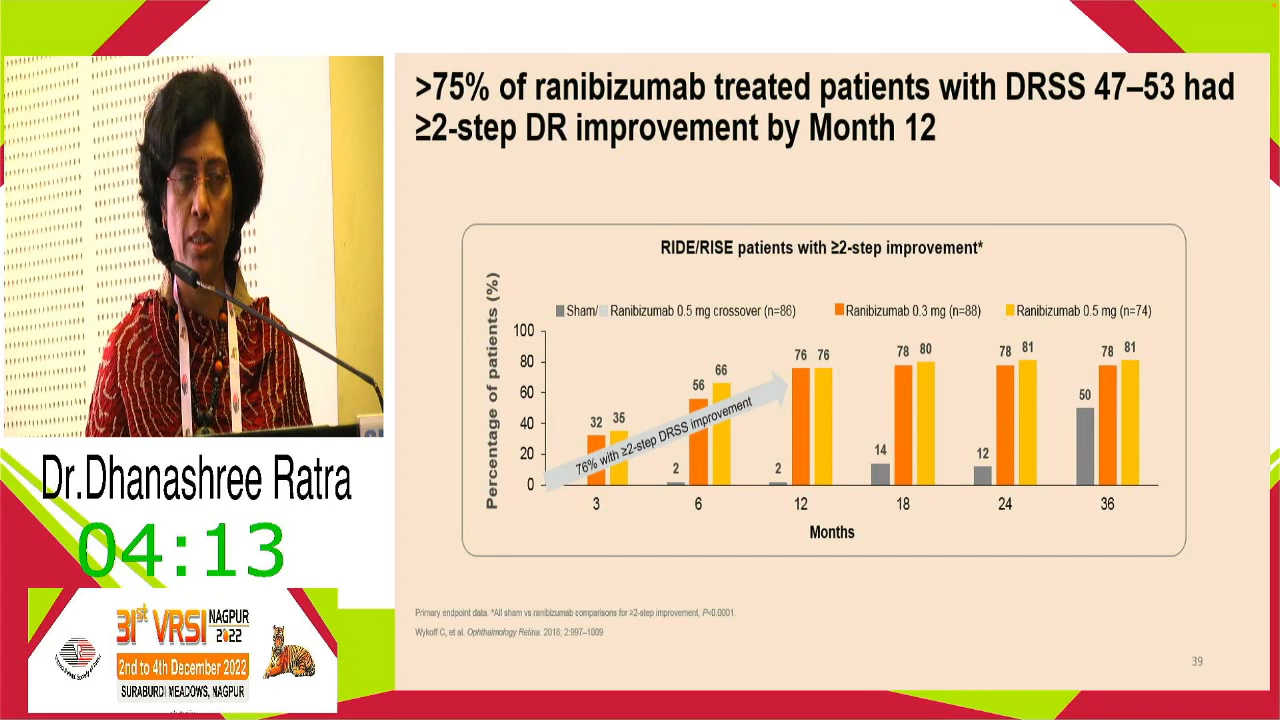 >75% of ranibizumab treated patients with DRSS 47–53 had
≥2-step DR improvement by Month 12
RIDE/RISE patients with ≥2-step improvement*
Sham/ Ranibizumab 0.5 mg crossover (n=86) Ranibizumab 0.3 mg (n=88) Ranibizumab 0.5 mg (n=74)
Percentage of patients (%)
100
80
60
40
20
0
32 35
2 56 66
2 76 76
14 78 80
12 78 81
50 78 81
76% with ≥2-step DRSS improvement
3 6 12 18 24 36
Months
Primary endpoint data. *All sham vs ranibizumab comparisons for ≥2-step improvement, P<0.0001.
Wykoff C, et al. Ophthalmology Retina. 2018; 2:997–1009
39
Dr.Dhanashree Ratra
04:13
31st VRSI NAGPUR
2022
2nd to 4th December 2022
SURABURDI MEADOWS, NAGPUR